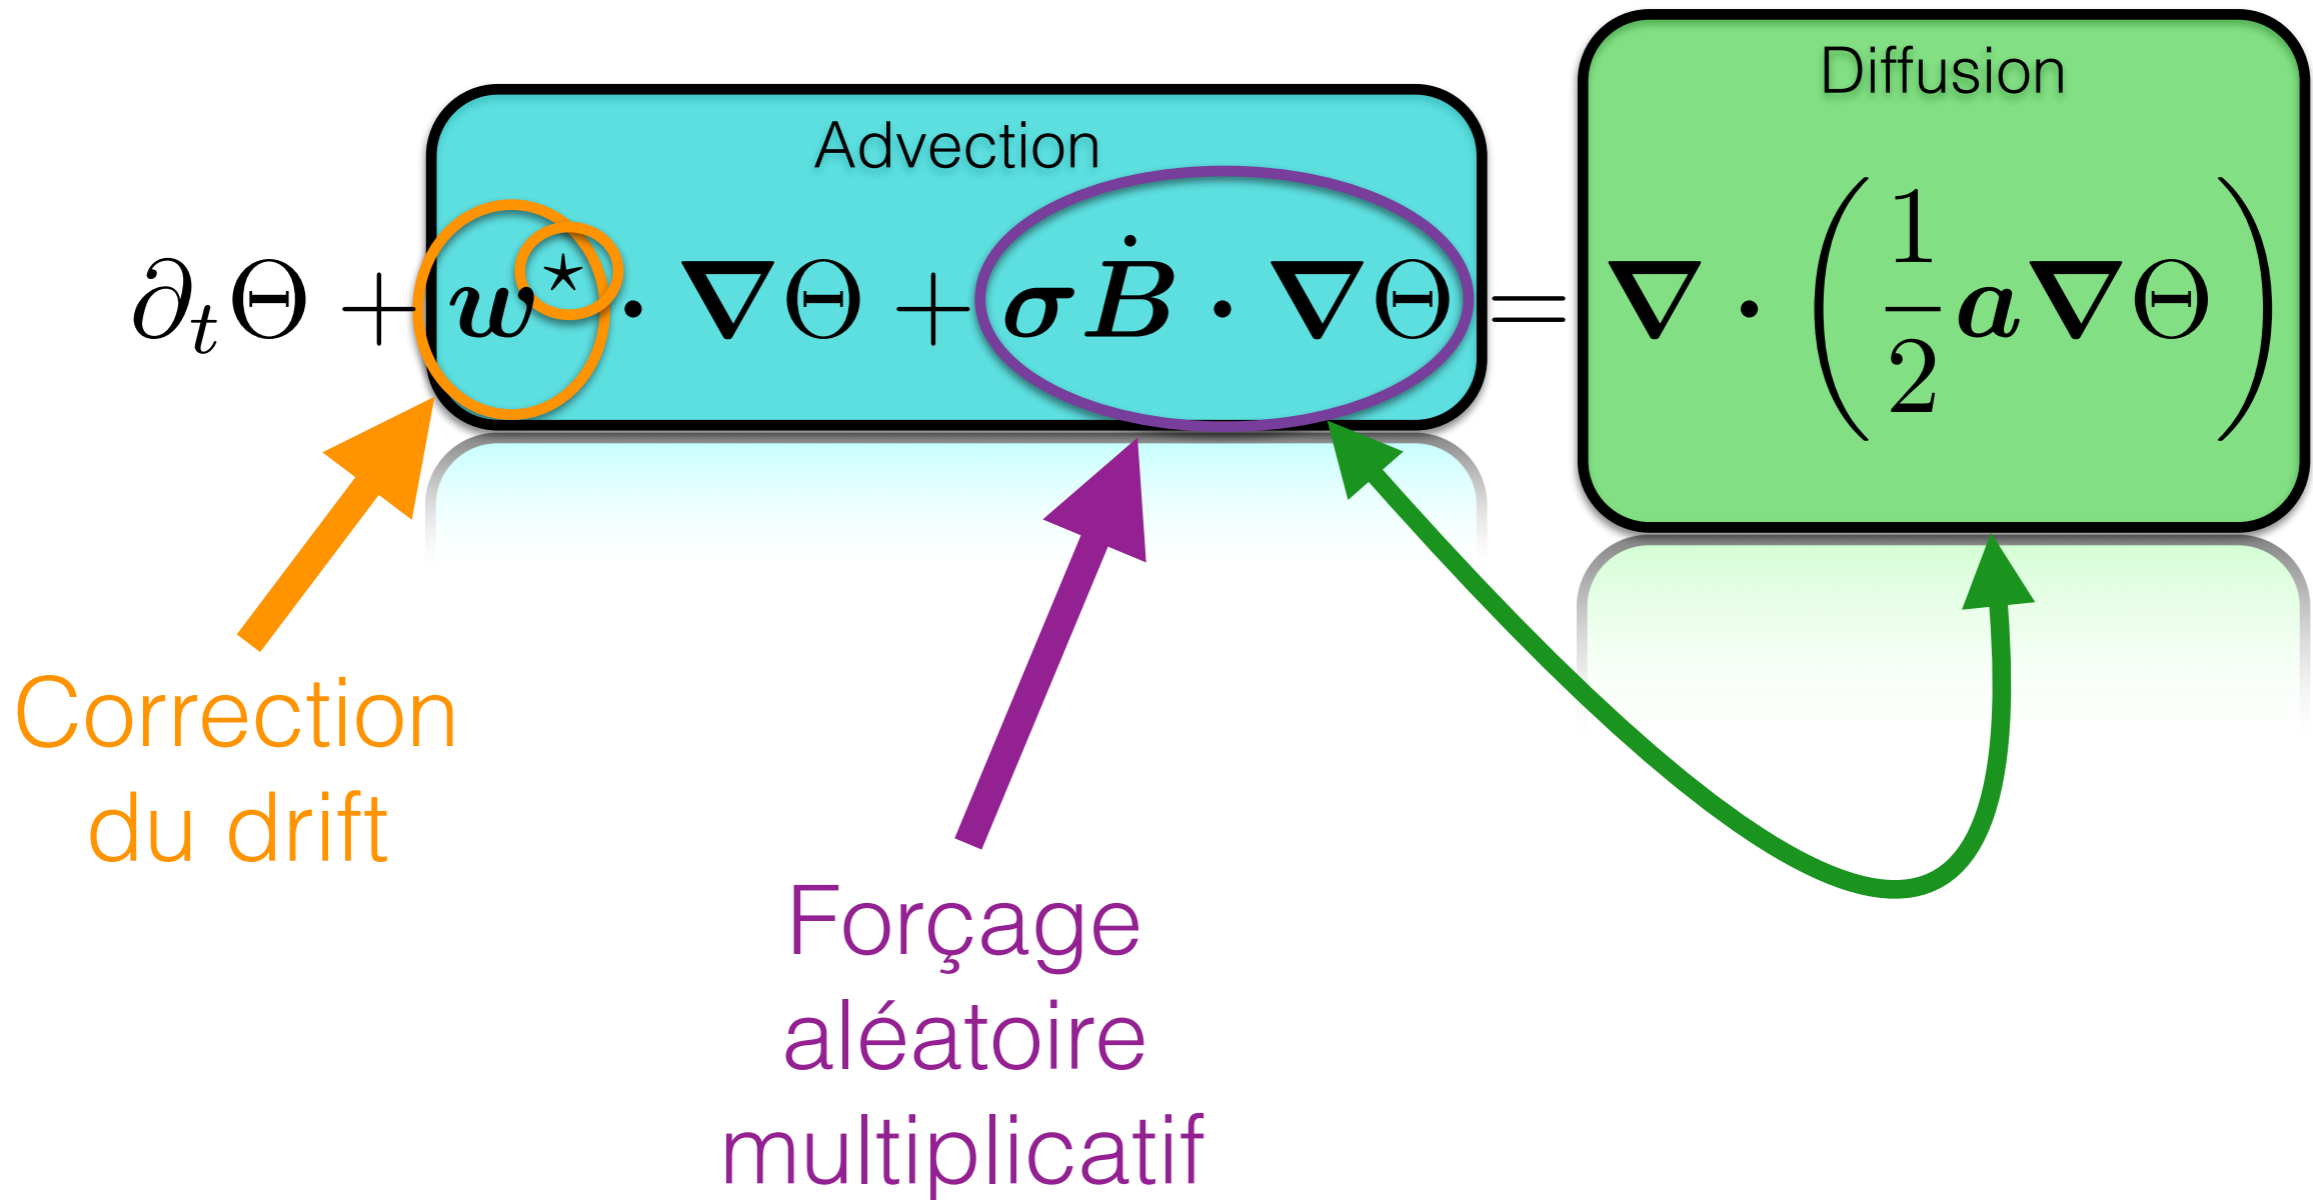 Diffusion
Advection
∂ₜΘ + w⋆ · ∇Θ + σḂ · ∇Θ = ∇ · (1/2 a∇Θ)
Correction
du drift
Forçage
aléatoire
multiplicatif